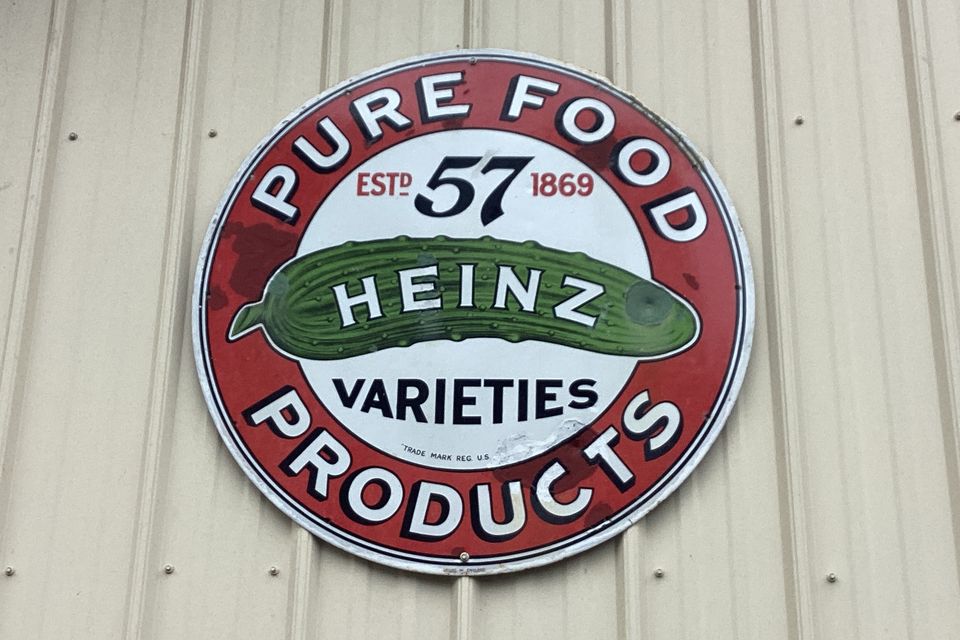 PURE FOOD
ESTD 57 1869
HEINZ
VARIETIES
TRADE MARK REG. U.S.
PRODUCTS